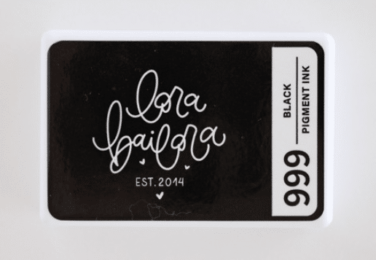 lora
bailora
EST. 2014
BLACK
PIGMENT INK
999